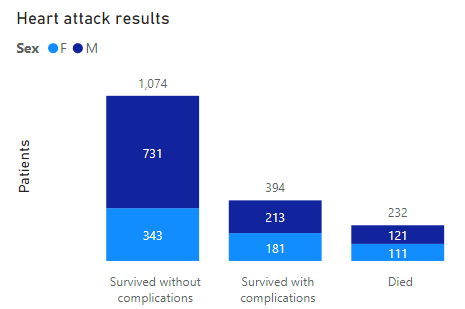 Heart attack results
Sex F M
1,074
731
343
394
213
181
232
121
111
Patients
Survived without
complications
Survived with
complications
Died